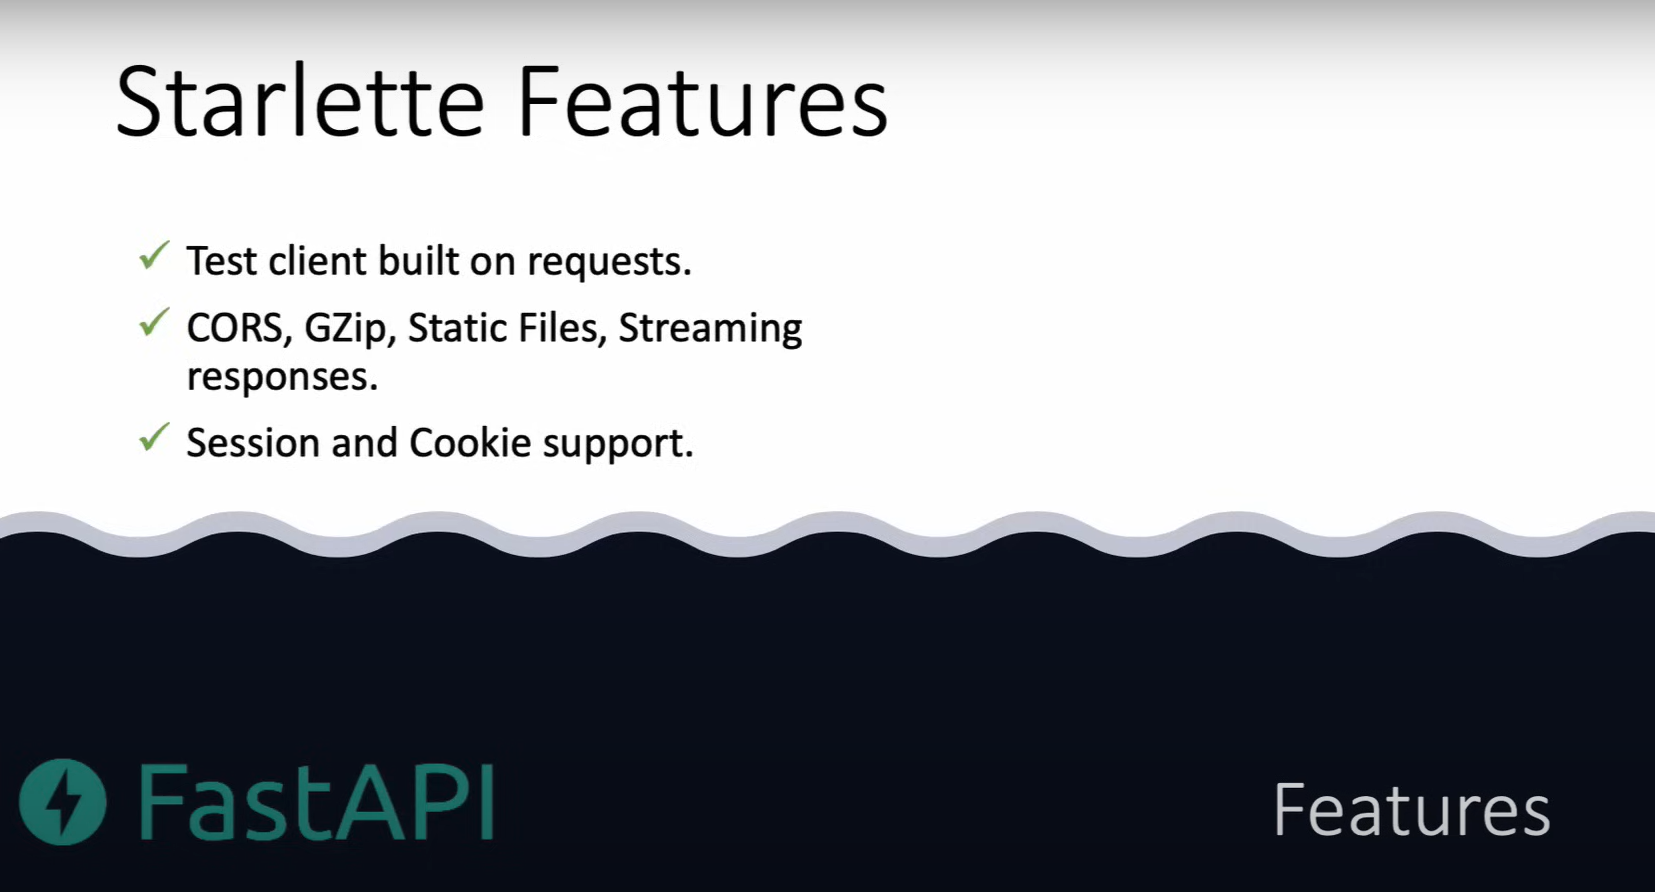 Starlette Features
✓ Test client built on requests.
✓ CORS, GZip, Static Files, Streaming
responses.
✓ Session and Cookie support.
FastAPI
Features